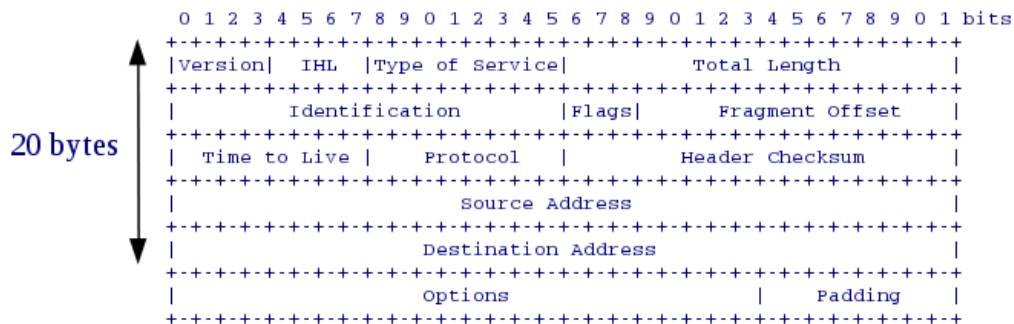 0 1 2 3 4 5 6 7 8 9 0 1 2 3 4 5 6 7 8 9 0 1 2 3 4 5 6 7 8 9 0 1 bits
+-+-+-+-+-+-+-+-+-+-+-+-+-+-+-+-+-+-+-+-+-+-+-+-+-+-+-+-+-+-+-+-+
|Version| IHL |Type of Service| Total Length |
+-+-+-+-+-+-+-+-+-+-+-+-+-+-+-+-+-+-+-+-+-+-+-+-+-+-+-+-+-+-+-+-+
| Identification |Flags| Fragment Offset |
+-+-+-+-+-+-+-+-+-+-+-+-+-+-+-+-+-+-+-+-+-+-+-+-+-+-+-+-+-+-+-+-+
20 bytes
| Time to Live | Protocol | Header Checksum |
+-+-+-+-+-+-+-+-+-+-+-+-+-+-+-+-+-+-+-+-+-+-+-+-+-+-+-+-+-+-+-+-+
| Source Address |
+-+-+-+-+-+-+-+-+-+-+-+-+-+-+-+-+-+-+-+-+-+-+-+-+-+-+-+-+-+-+-+-+
| Destination Address |
+-+-+-+-+-+-+-+-+-+-+-+-+-+-+-+-+-+-+-+-+-+-+-+-+-+-+-+-+-+-+-+-+
| Options | Padding |
+-+-+-+-+-+-+-+-+-+-+-+-+-+-+-+-+-+-+-+-+-+-+-+-+-+-+-+-+-+-+-+-+